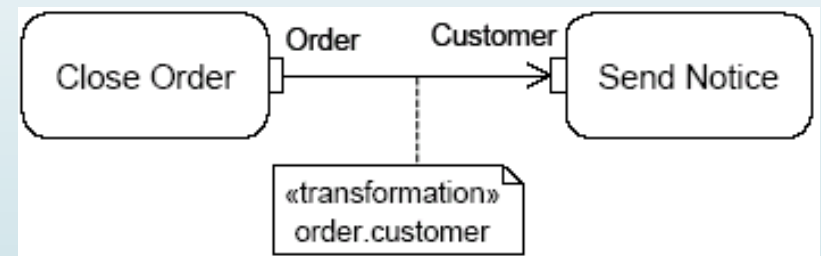 Order
Customer
Close Order
Send Notice
«transformation»
order.customer